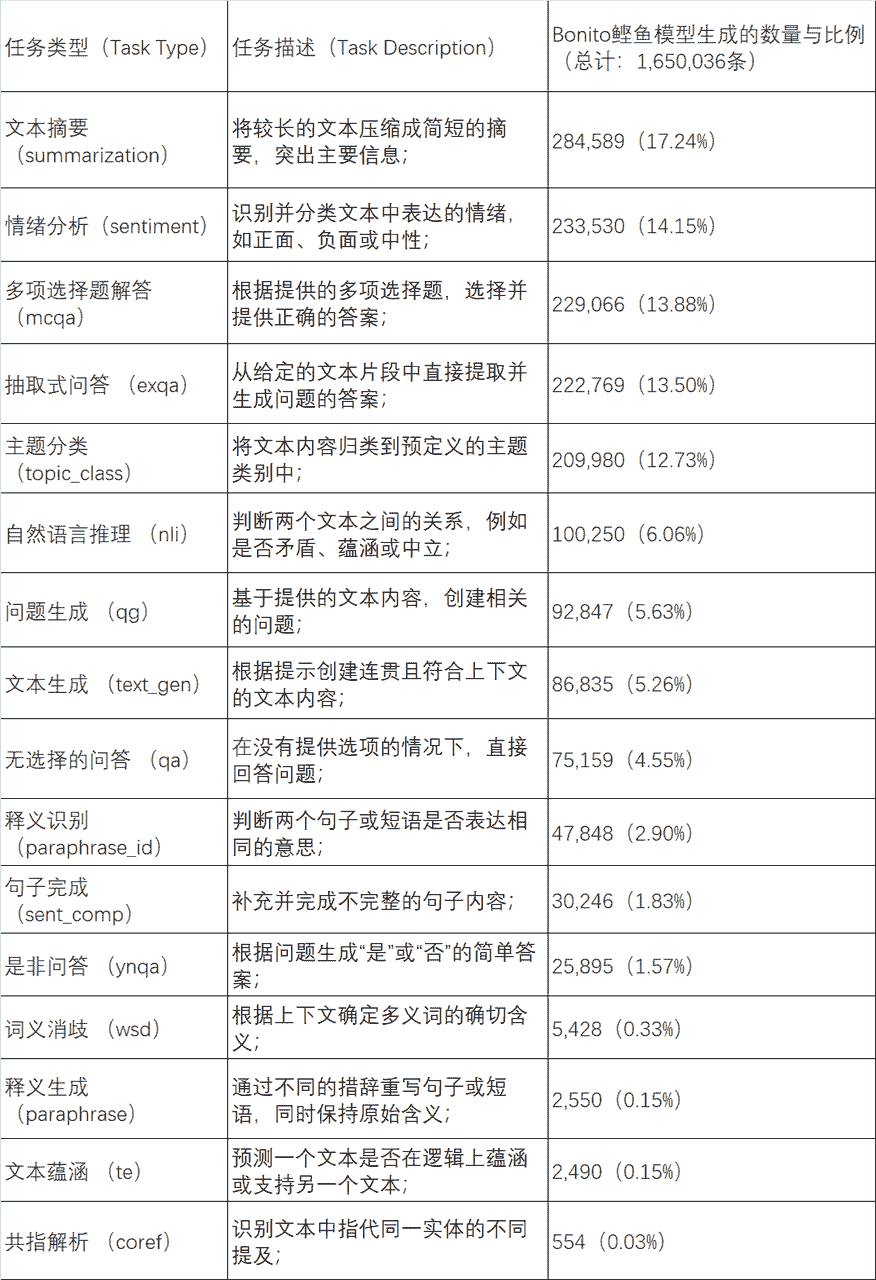 任务类型（Task Type）
任务描述（Task Description）
Bonito鲣鱼模型生成的数量与比例
（总计：1,650,036条）
文本摘要
（summarization）
将较长的文本压缩成简短的摘
要，突出主要信息；
284,589（17.24%）
情绪分析（sentiment）
识别并分类文本中表达的情绪，
如正面、负面或中性；
233,530（14.15%）
多项选择题解答
（mcqa）
根据提供的多项选择题，选择并
提供正确的答案；
229,066（13.88%）
抽取式问答 （exqa）
从给定的文本片段中直接提取并
生成问题的答案；
222,769（13.50%）
主题分类
（topic_class）
将文本内容归类到预定义的主题
类别中；
209,980（12.73%）
自然语言推理 （nli）
判断两个文本之间的关系，例如
是否矛盾、蕴涵或中立；
100,250（6.06%）
问题生成 （qg）
基于提供的文本内容，创建相关
的问题；
92,847（5.63%）
文本生成 （text_gen）
根据提示创建连贯且符合上下文
的文本内容；
86,835（5.26%）
无选择的问答 （qa）
在没有提供选项的情况下，直接
回答问题；
75,159（4.55%）
释义识别
（paraphrase_id）
判断两个句子或短语是否表达相
同的意思；
47,848（2.90%）
句子完成
（sent_comp）
补充并完成不完整的句子内容；
30,246（1.83%）
是非问答 （ynqa）
根据问题生成“是”或“否”的简单答
案；
25,895（1.57%）
词义消歧 （wsd）
根据上下文确定多义词的确切含
义；
5,428（0.33%）
释义生成
（paraphrase）
通过不同的措辞重写句子或短
语，同时保持原始含义；
2,550（0.15%）
文本蕴涵 （te）
预测一个文本是否在逻辑上蕴涵
或支持另一个文本；
2,490（0.15%）
共指解析 （coref）
识别文本中指代同一实体的不同
提及；
554（0.03%）